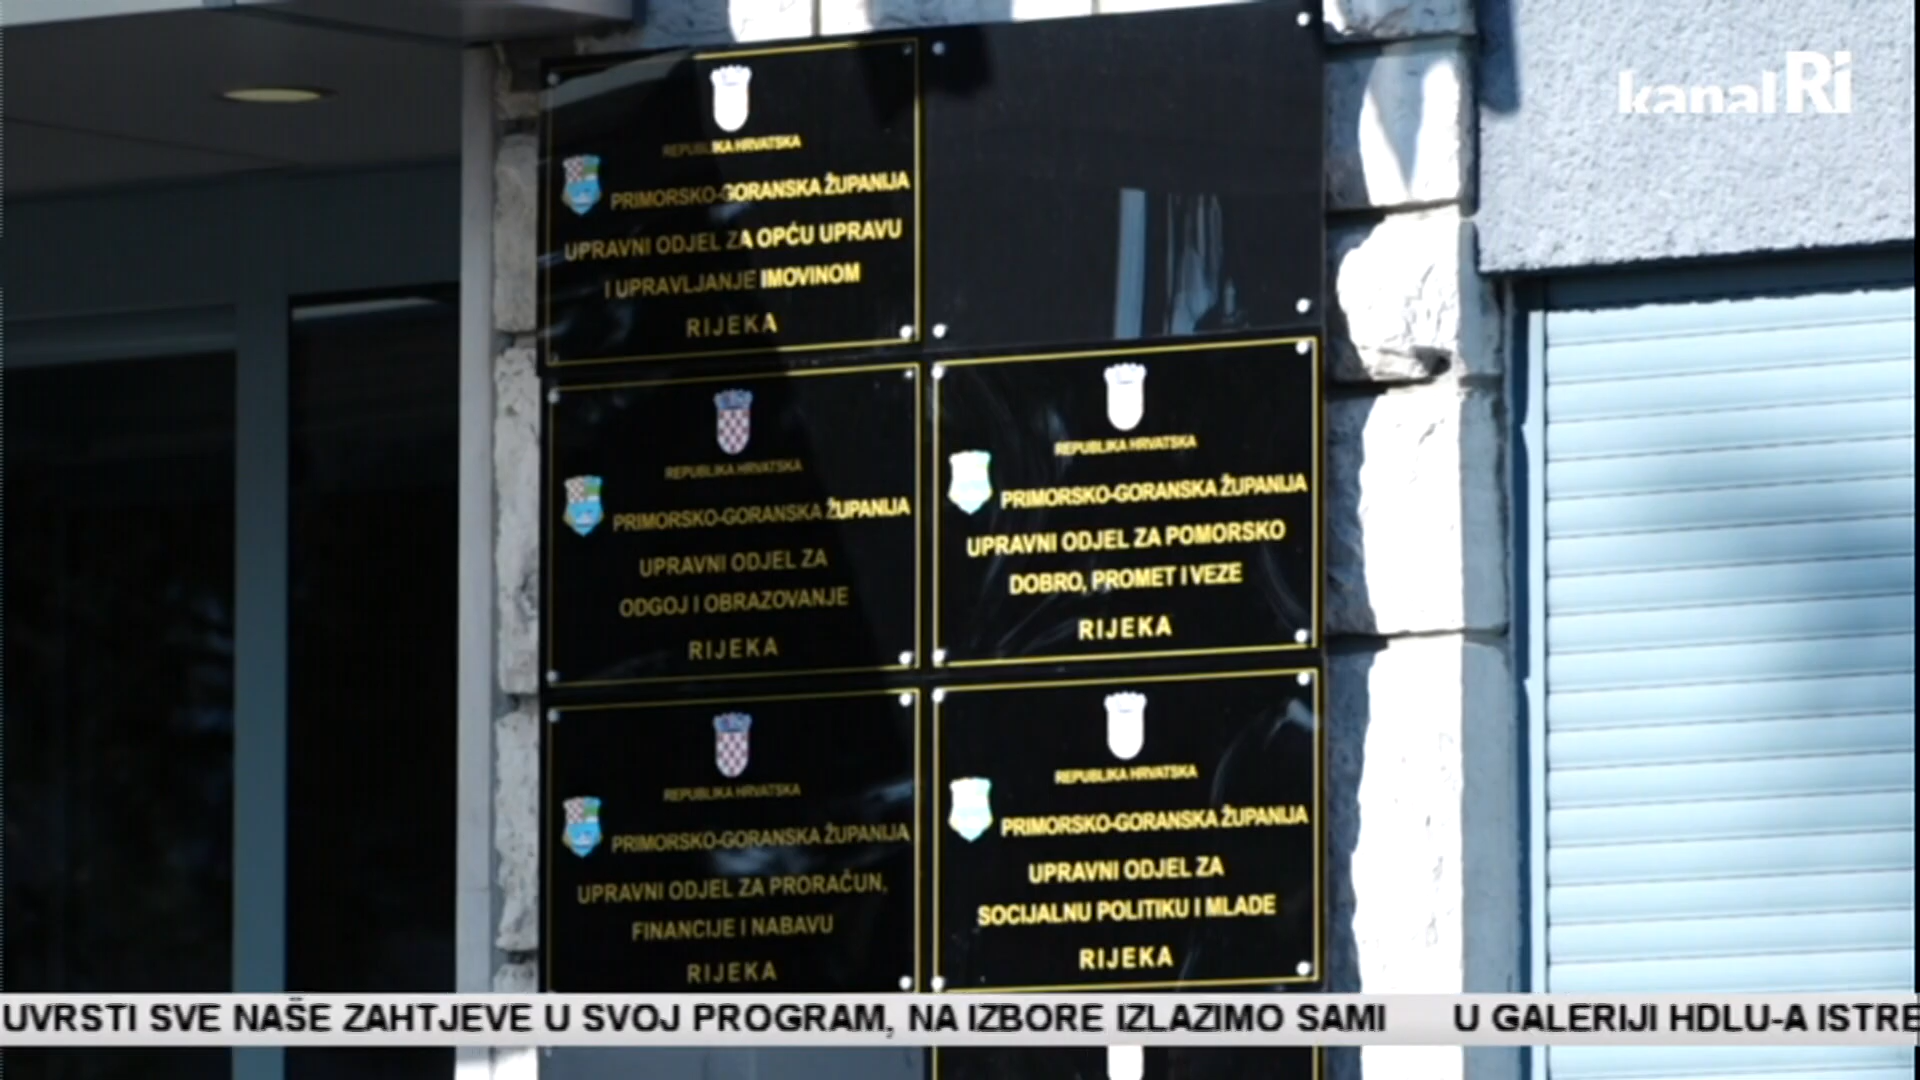 kanalRi
REPUBLIKA HRVATSKA
PRIMORSKO-GORANSKA ŽUPANIJA
UPRAVNI ODJEL ZA OPĆU UPRAVU
I UPRAVLJANJE IMOVINOM
RIJEKA
REPUBLIKA HRVATSKA
PRIMORSKO-GORANSKA ŽUPANIJA
UPRAVNI ODJEL ZA
ODGOJ I OBRAZOVANJE
RIJEKA
REPUBLIKA HRVATSKA
PRIMORSKO-GORANSKA ŽUPANIJA
UPRAVNI ODJEL ZA POMORSKO
DOBRO, PROMET I VEZE
RIJEKA
REPUBLIKA HRVATSKA
PRIMORSKO-GORANSKA ŽUPANIJA
UPRAVNI ODJEL ZA PRORAČUN,
FINANCIJE I NABAVU
RIJEKA
REPUBLIKA HRVATSKA
PRIMORSKO-GORANSKA ŽUPANIJA
UPRAVNI ODJEL ZA
SOCIJALNU POLITIKU I MLADE
RIJEKA
UVRSTI SVE NAŠE ZAHTJEVE U SVOJ PROGRAM, NA IZBORE IZLAZIMO SAMI U GALERIJI HDLU-A ISTRE